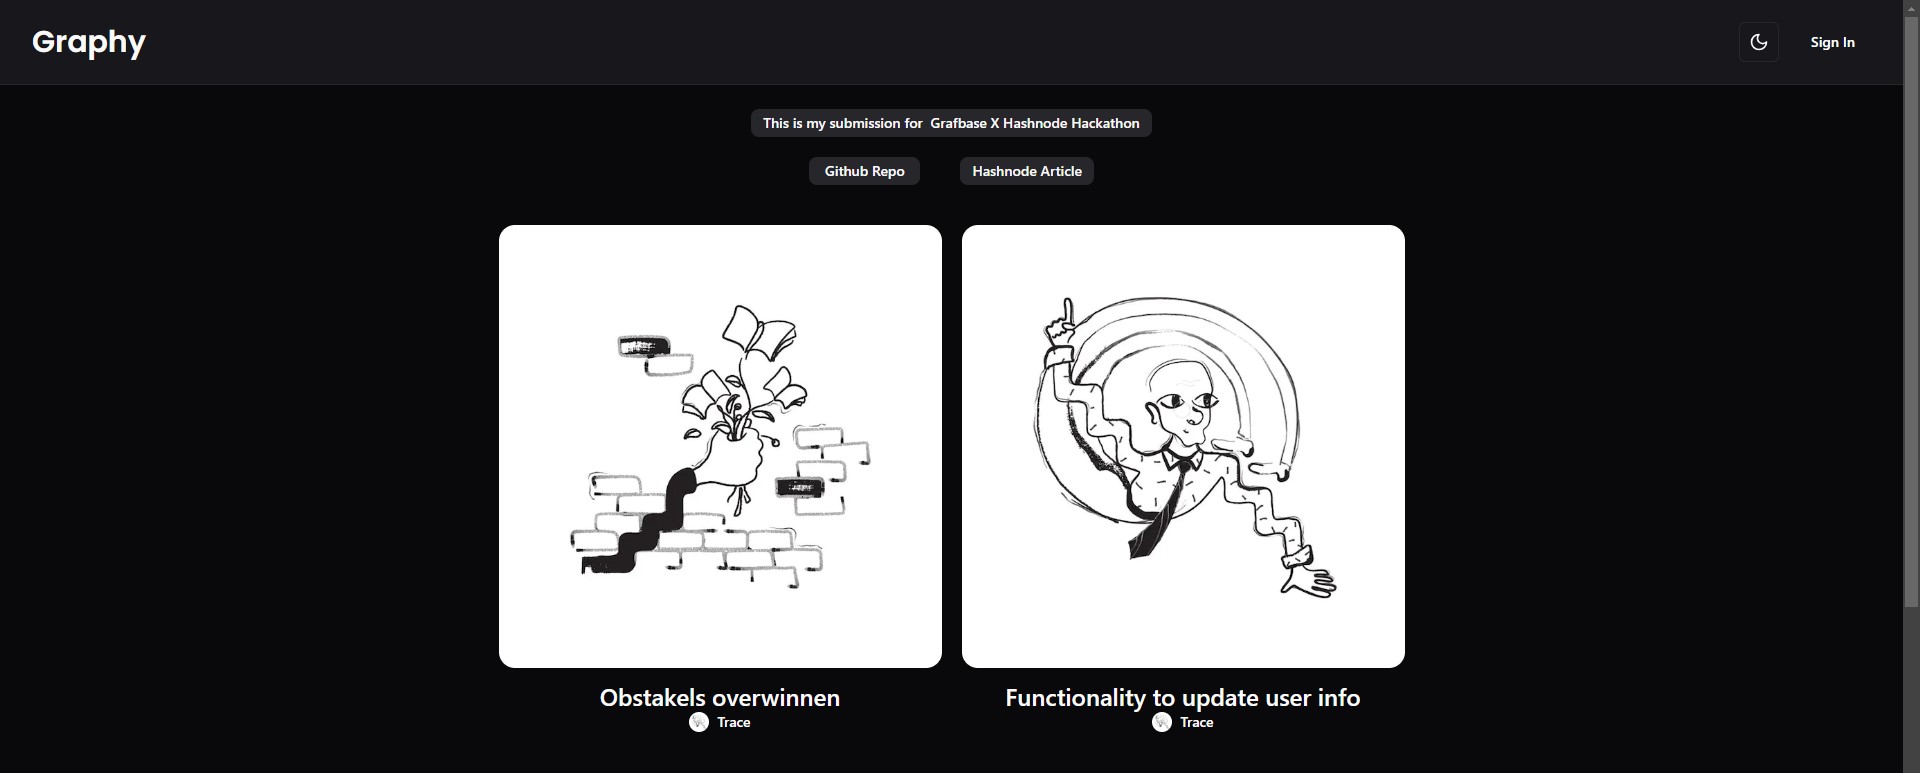 Graphy
Sign In
This is my submission for Grafbase X Hashnode Hackathon
Github Repo
Hashnode Article
Obstakels overwinnen
Trace
Functionality to update user info
Trace